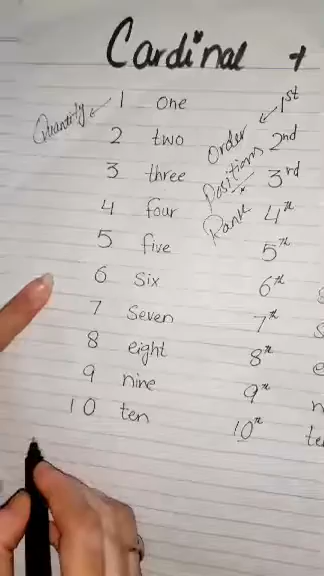 Cardinal +
Quantity ← 1 one
2 two
3 three
4 four
5 five
6 Six
7 Seven
8 eight
9 nine
10 ten
Order
Positions
Rank
1st
2nd
3rd
4th
5th
6th
7th
8th
9th
10th